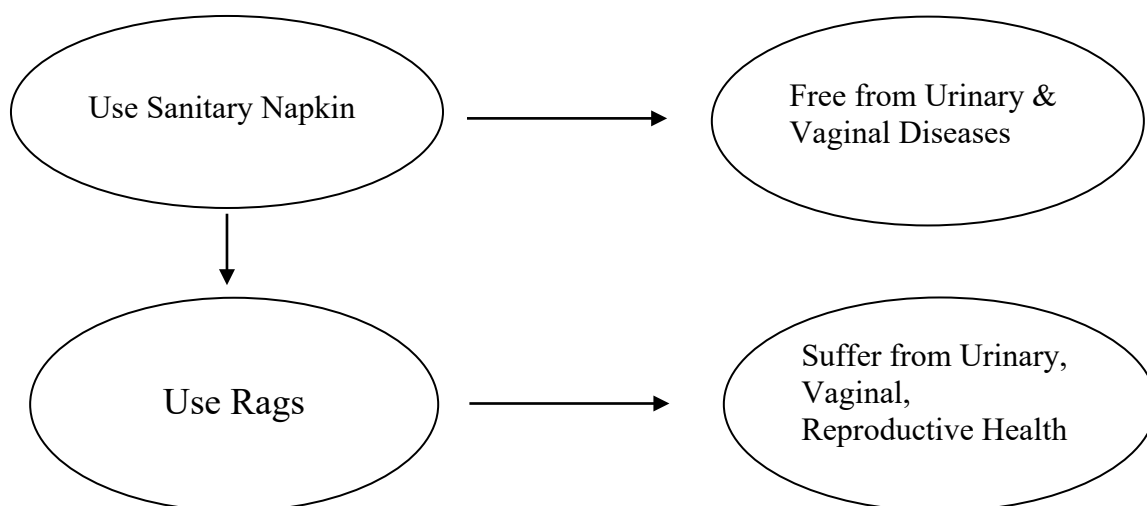 Use Sanitary Napkin
Free from Urinary &
Vaginal Diseases
Use Rags
Suffer from Urinary,
Vaginal,
Reproductive Health